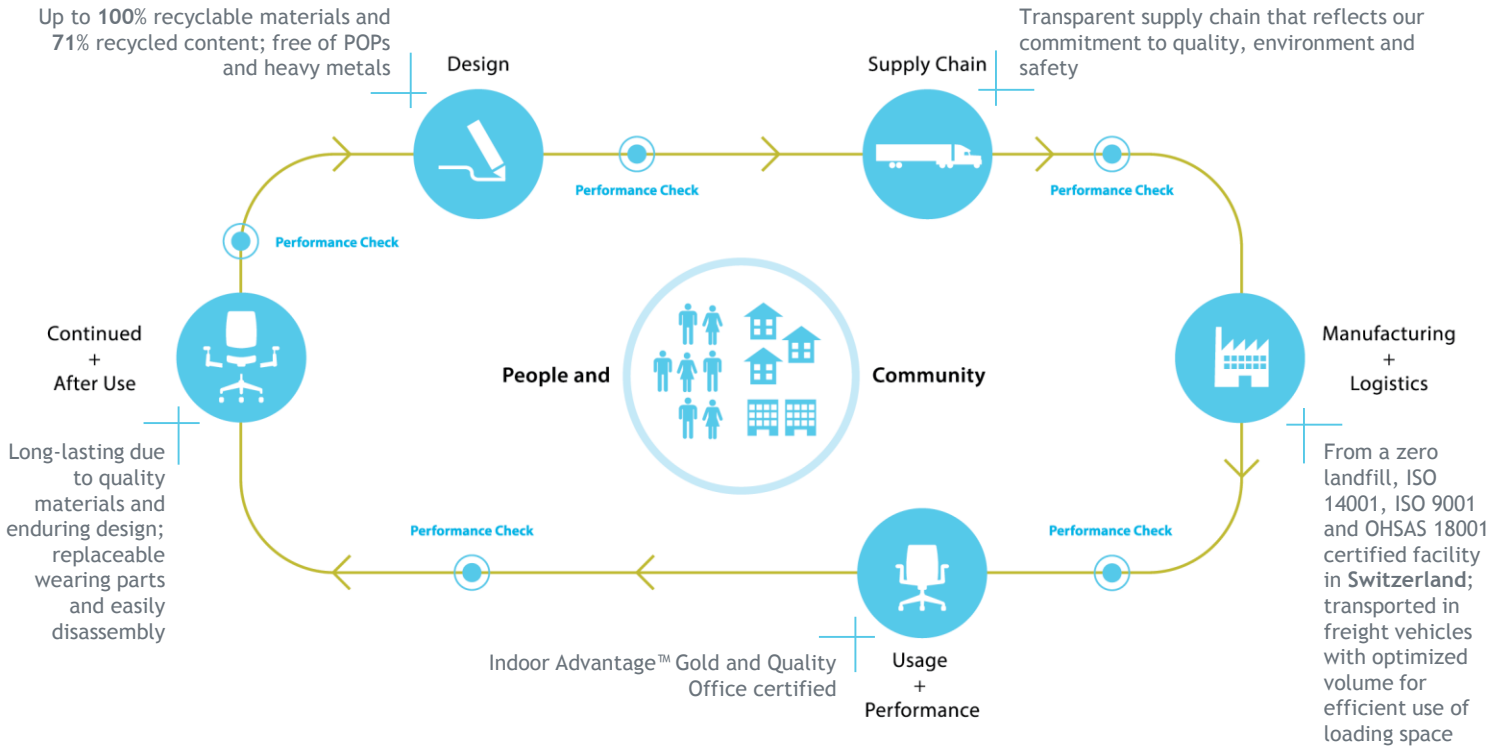 Up to 100% recyclable materials and
71% recycled content; free of POPs
and heavy metals
Design
Supply Chain
Transparent supply chain that reflects our
commitment to quality, environment and
safety
Performance Check
Performance Check
Performance Check
Continued
+
After Use
People and
Community
Manufacturing
+
Logistics
Long-lasting due
to quality
materials and
enduring design;
replaceable
wearing parts
and easily
disassembly
From a zero
landfill, ISO
14001, ISO 9001
and OHSAS 18001
certified facility
in Switzerland;
transported in
freight vehicles
with optimized
volume for
efficient use of
loading space
Performance Check
Performance Check
Indoor Advantage™ Gold and Quality
Office certified
Usage
+
Performance